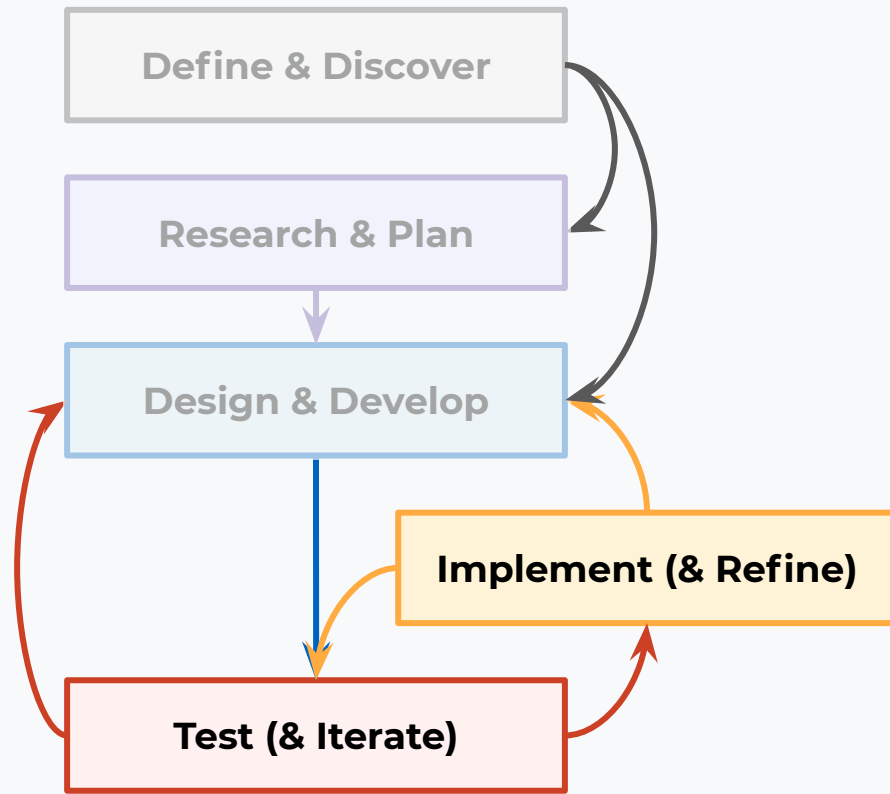 Define & Discover
Research & Plan
Design & Develop
Implement (& Refine)
Test (& Iterate)